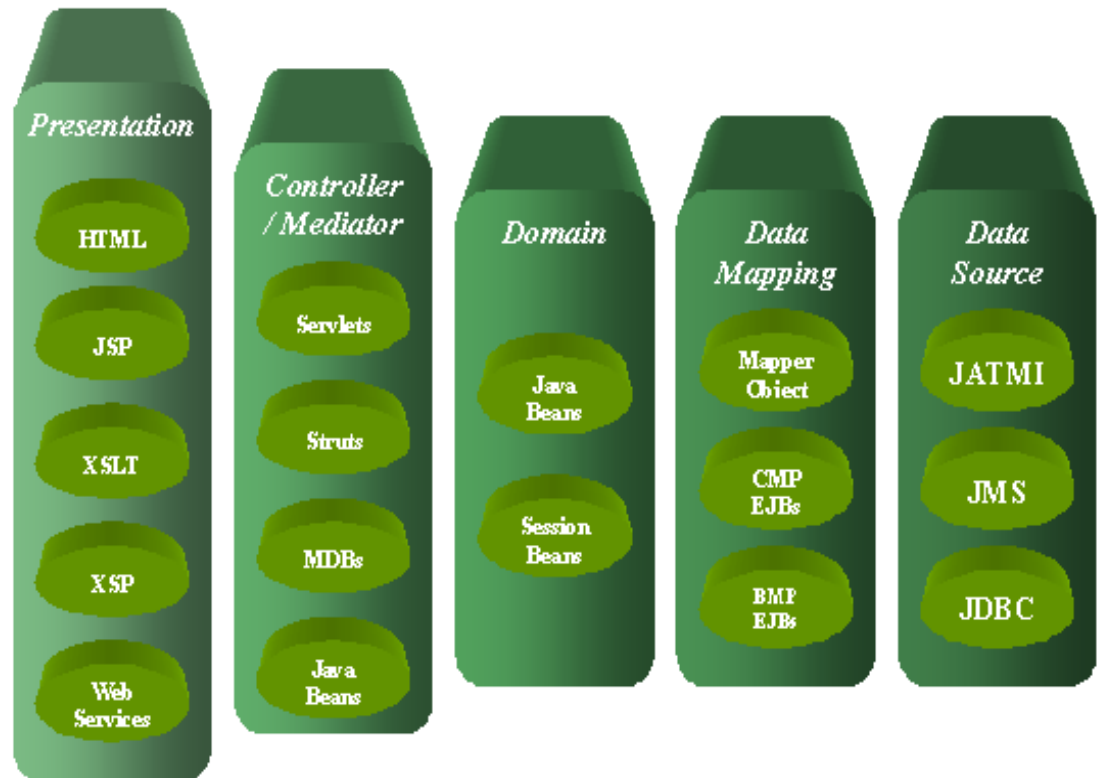 Presentation
HTML
JSP
XSLT
XSP
Web
Services
Controller
/ Mediator
Servlets
Struts
MDBs
Java
Beans
Domain
Java
Beans
Session
Beans
Data
Mapping
Mapper
Object
CMP
EJBs
BMP
EJBs
Data
Source
JATMI
JMS
JDBC